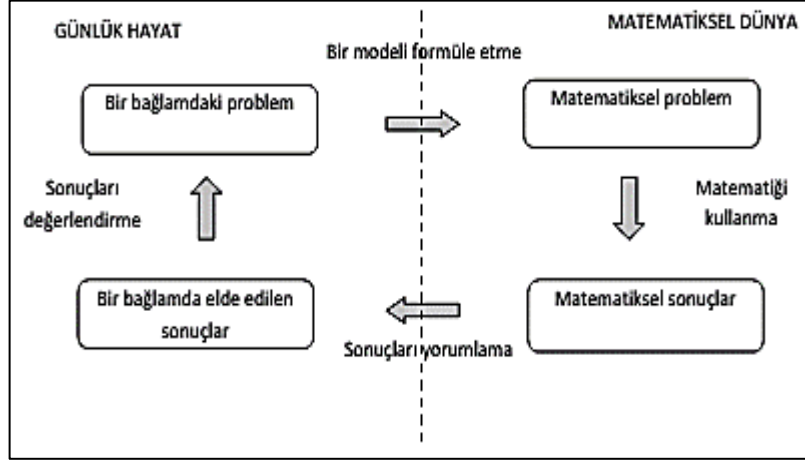 GÜNLÜK HAYAT
MATEMATİKSEL DÜNYA
Bir modeli formüle etme
Bir bağlamdaki problem
Matematiksel problem
Sonuçları
değerlendirme
Matematiği
kullanma
Bir bağlamda elde edilen
sonuçlar
Matematiksel sonuçlar
Sonuçları yorumlama